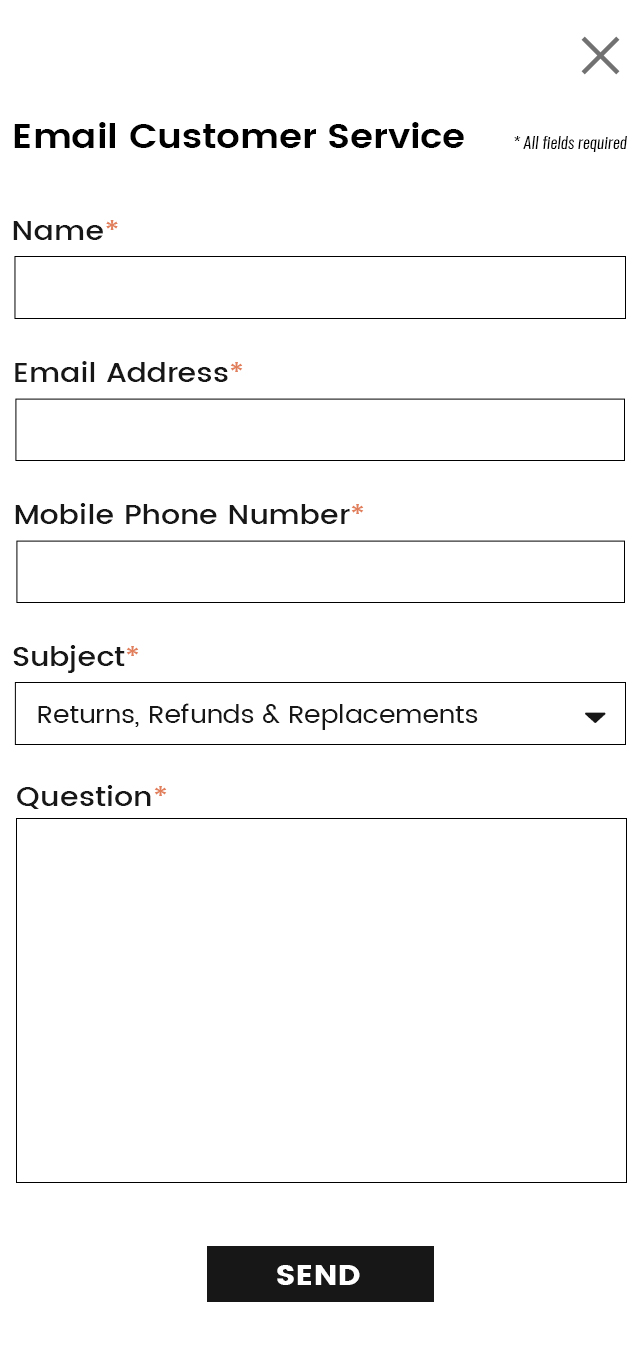 Email Customer Service
* All fields required
Name*
Email Address*
Mobile Phone Number*
Subject*
Returns, Refunds & Replacements
Question*
SEND